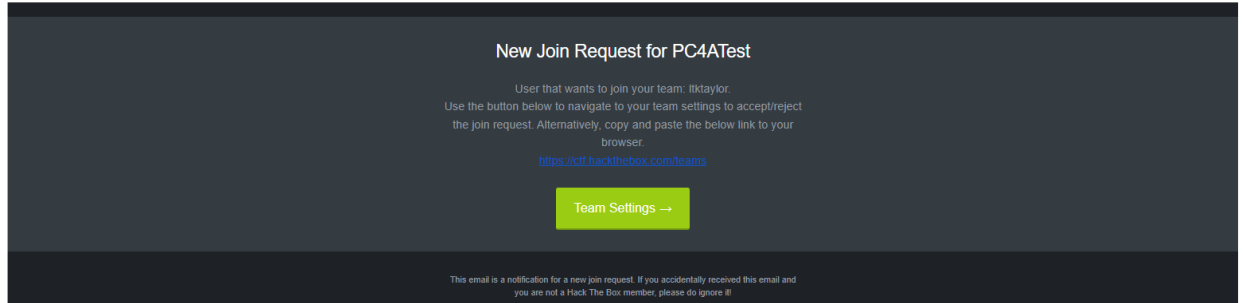 New Join Request for PC4ATest
User that wants to join your team: ltktaylor.
Use the button below to navigate to your team settings to accept/reject
the join request. Alternatively, copy and paste the below link to your
browser.
https://ctf.hackthebox.com/teams
Team Settings →
This email is a notification for a new join request. If you accidentally received this email and
you are not a Hack The Box member, please do ignore it!